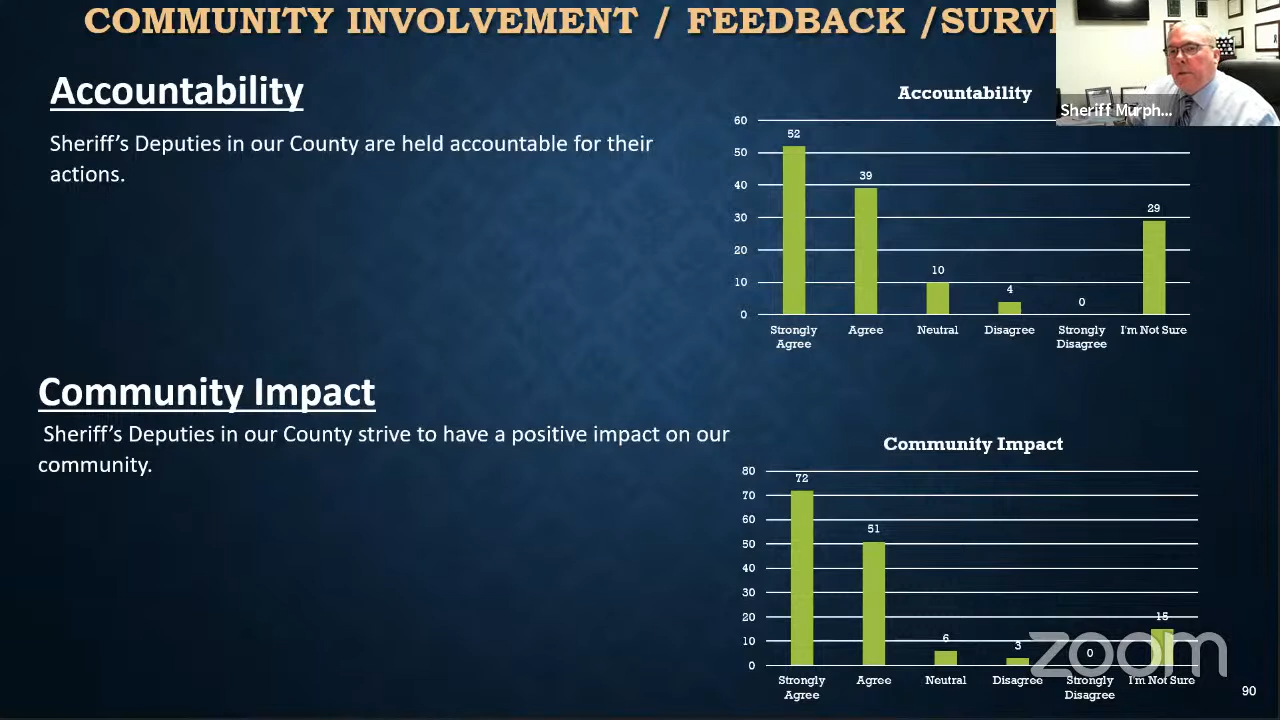 COMMUNITY INVOLVEMENT / FEEDBACK /SURV
Sheriff Murph...
Accountability
Sheriff's Deputies in our County are held accountable for their
actions.
Accountability
60
50
40
30
20
10
0
52
39
10
4
0
29
Strongly
Agree
Agree
Neutral
Disagree
Strongly
Disagree
I'm Not Sure
Community Impact
Sheriff's Deputies in our County strive to have a positive impact on our
community.
Community Impact
80
70
60
50
40
30
20
10
0
72
51
6
3
0
15
Strongly
Agree
Agree
Neutral
Disagree
Strongly
Disagree
I'm Not Sure
zoom
90